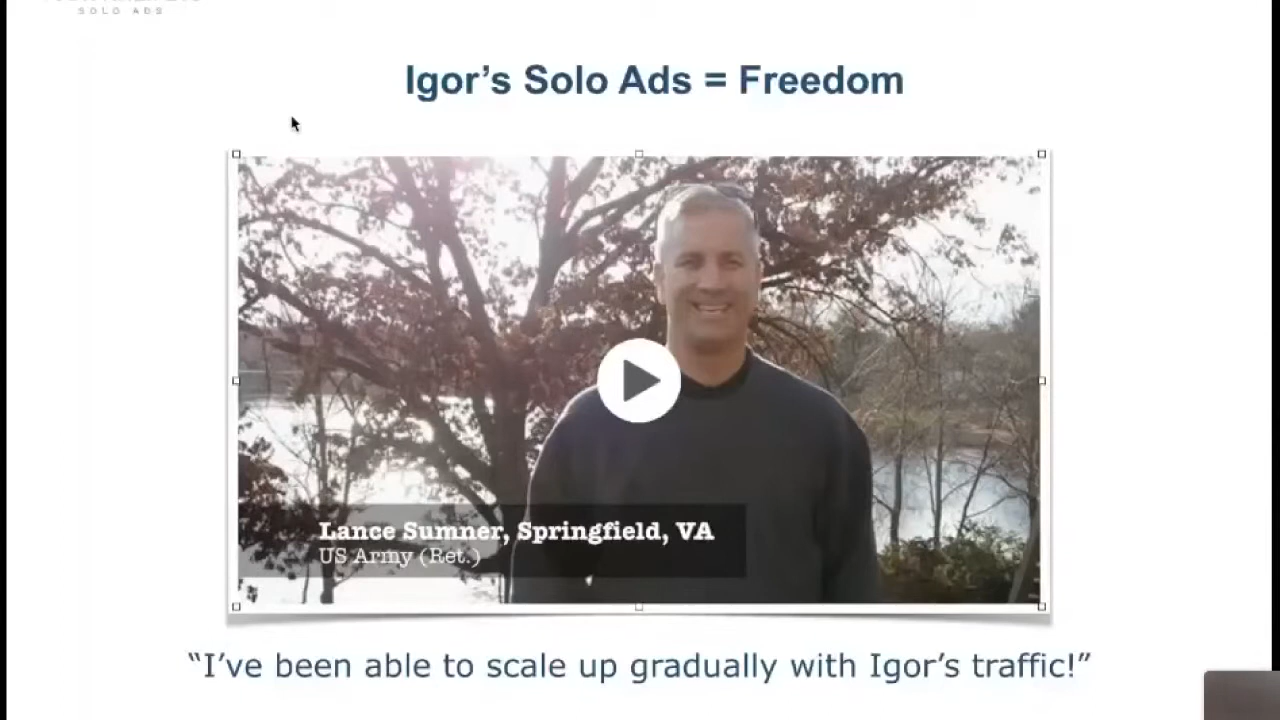 SOLO ADS
Igor’s Solo Ads = Freedom
Lance Sumner, Springfield, VA
US Army (Ret.)
“I’ve been able to scale up gradually with Igor’s traffic!”